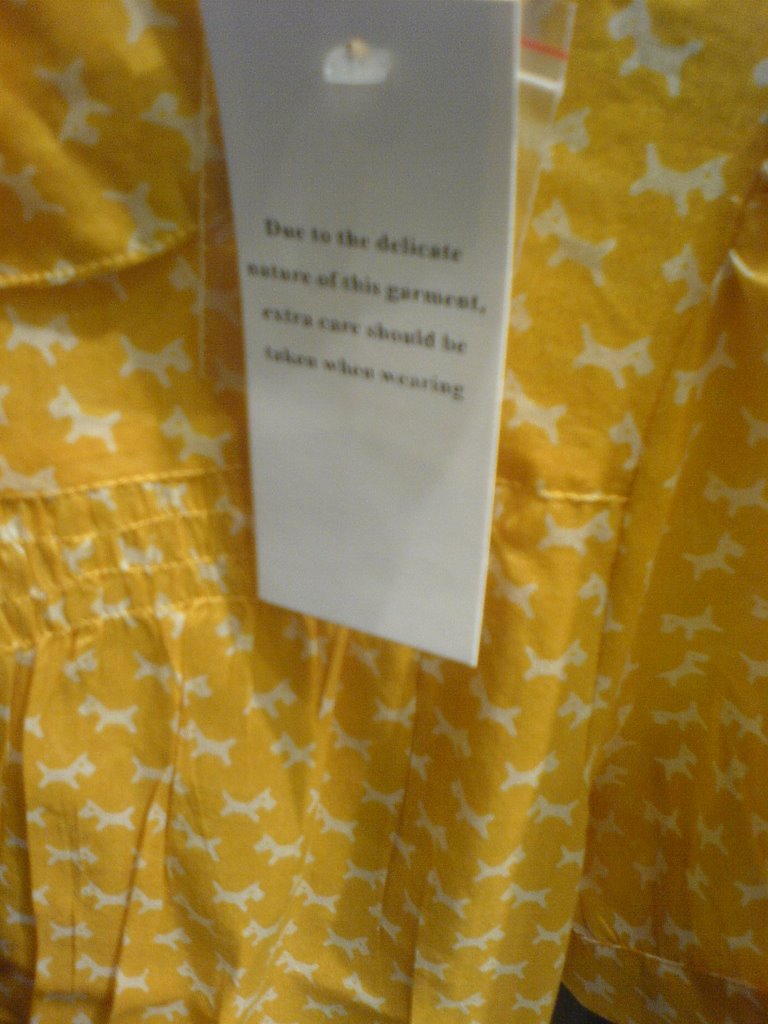 Due to the delicate
nature of this garment,
extra care should be
taken when wearing